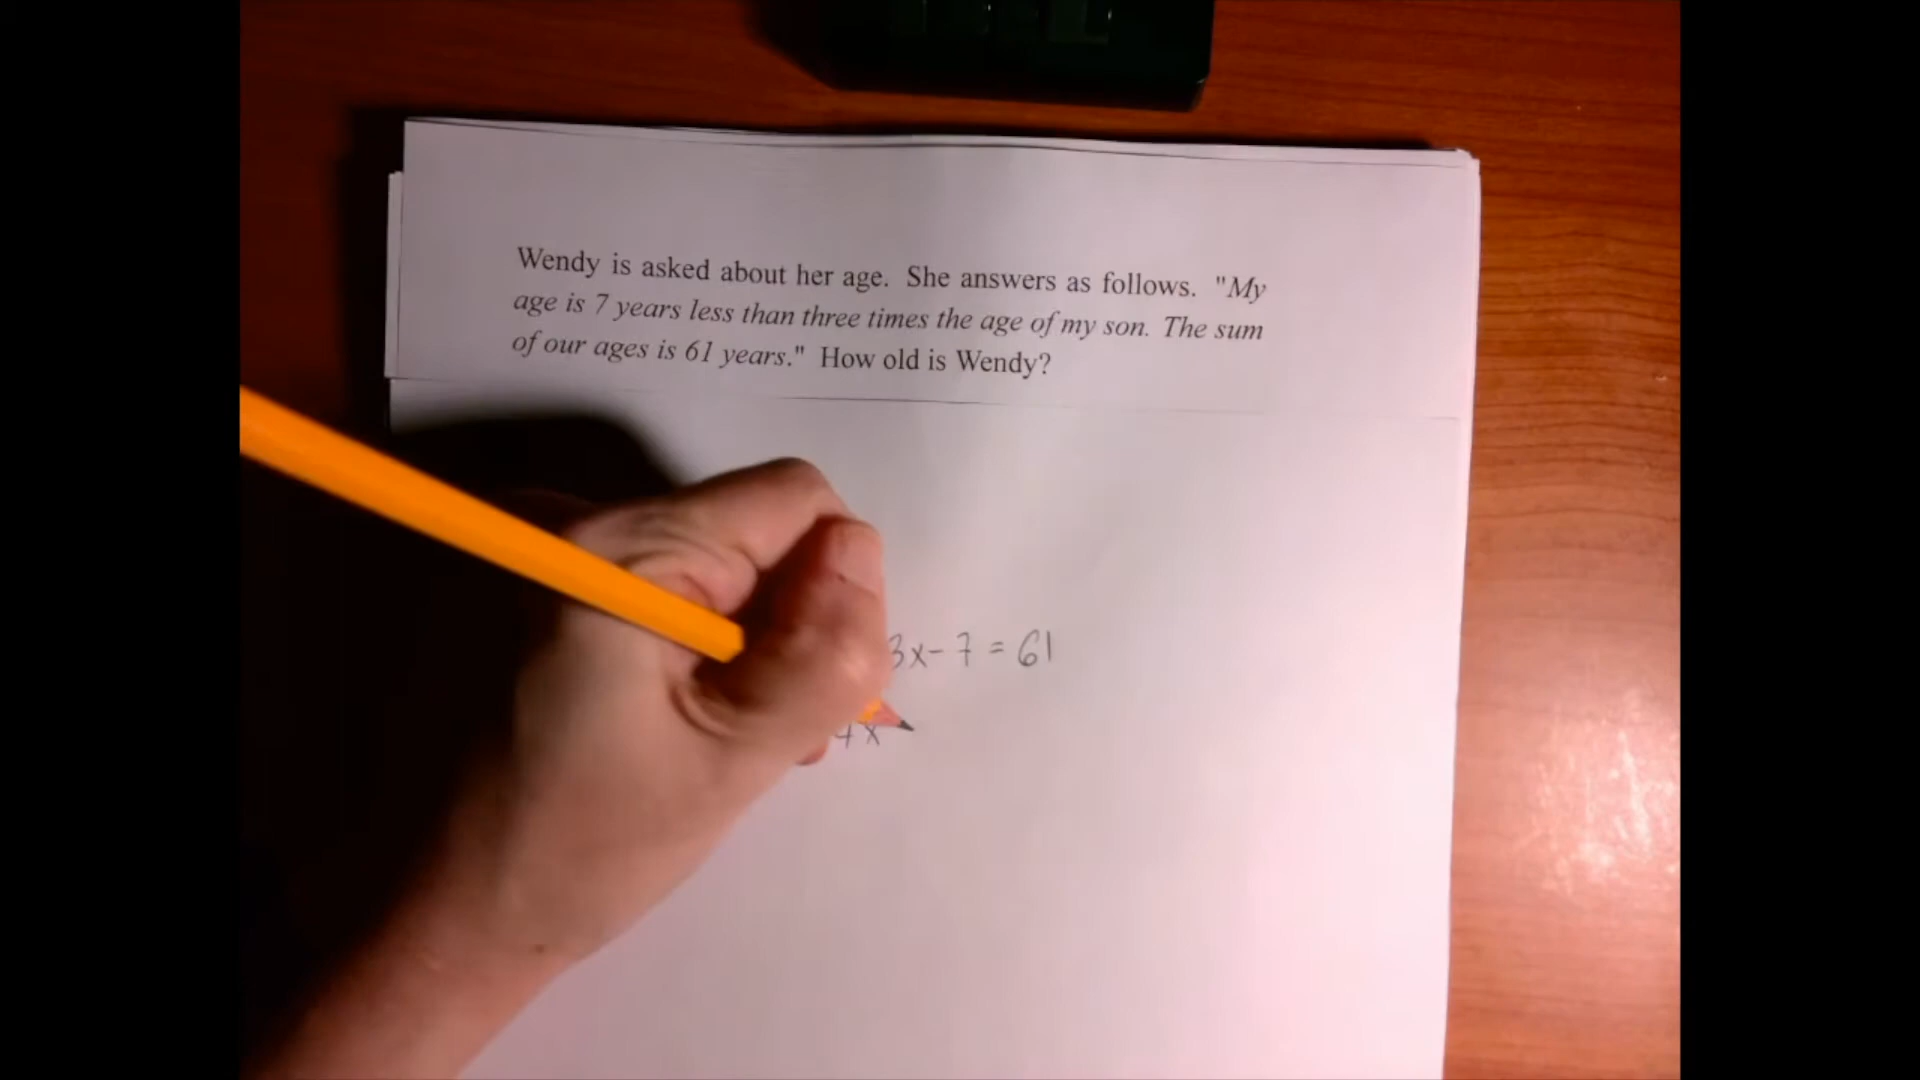 Wendy is asked about her age. She answers as follows. "My
age is 7 years less than three times the age of my son. The sum
of our ages is 61 years." How old is Wendy?
3x - 7 = 61
4x